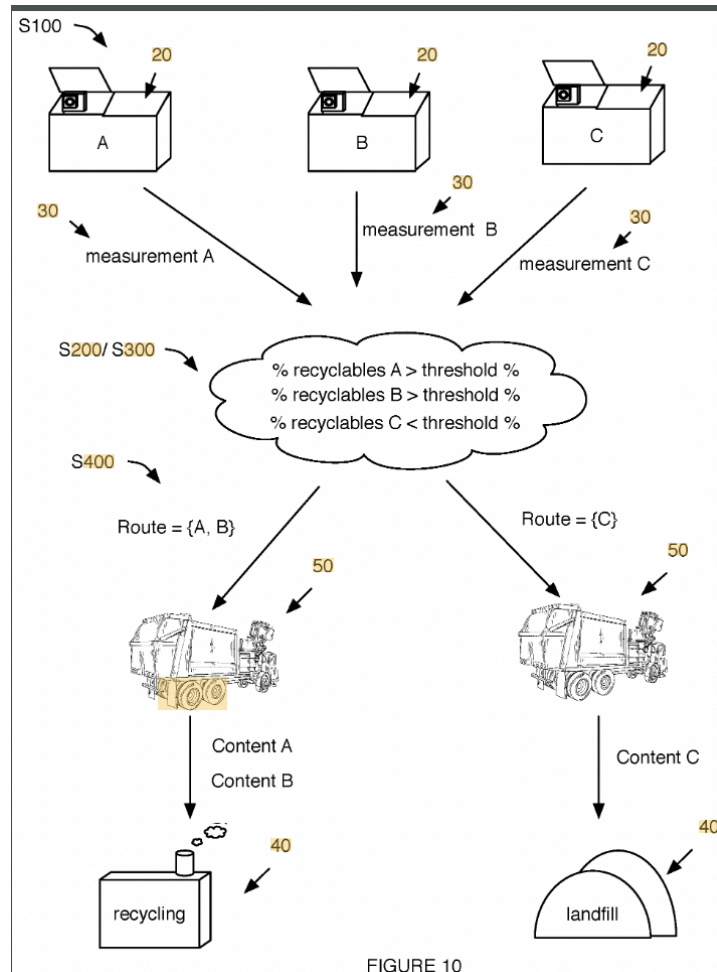 S100
20
20
20
A
B
C
30
30
30
measurement A
measurement B
measurement C
S200/ S300
% recyclables A > threshold %
% recyclables B > threshold %
% recyclables C < threshold %
S400
Route = {A, B}
Route = {C}
50
50
Content A
Content B
Content C
40
40
recycling
landfill
FIGURE 10